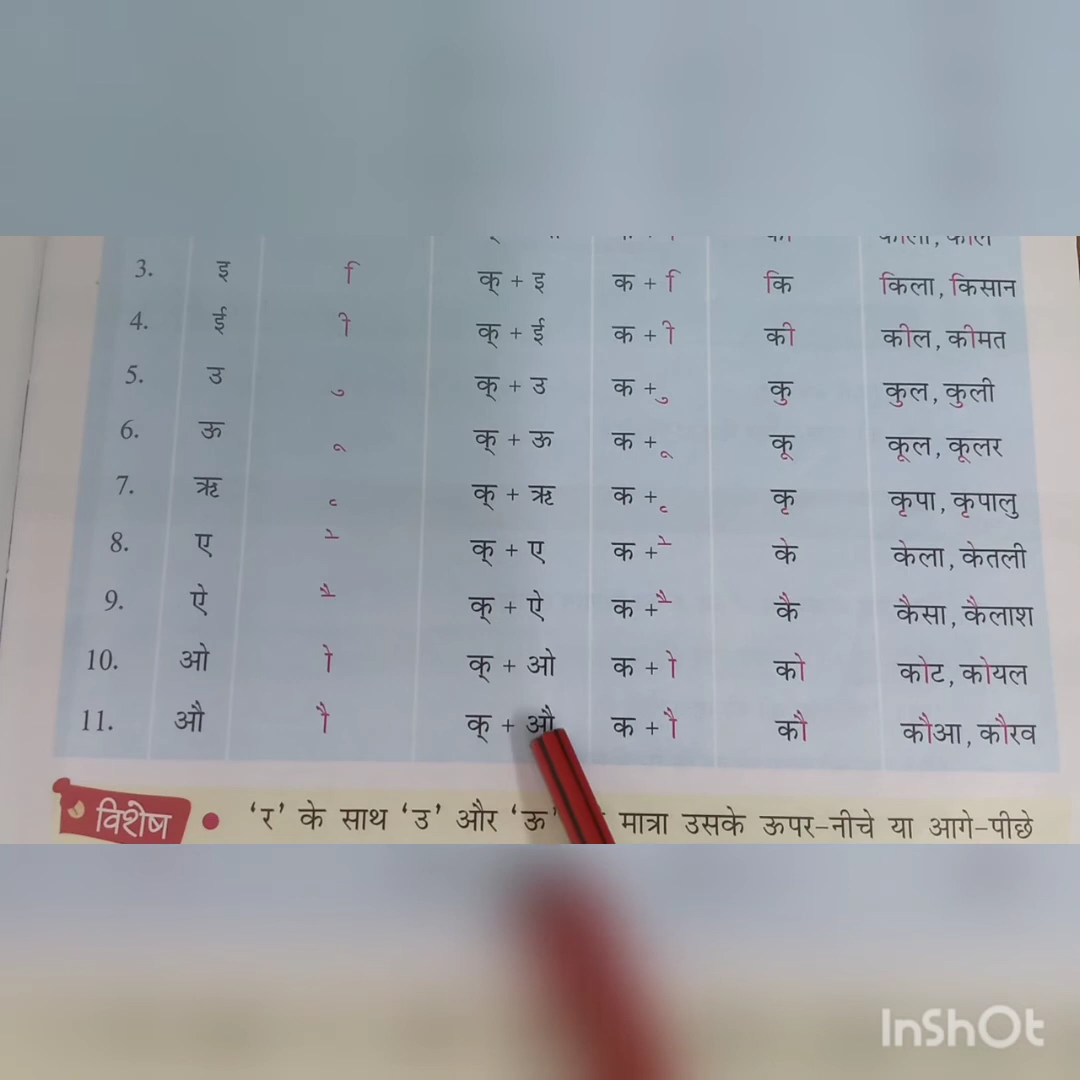 3. इ ि क् + इ क + ि कि किला, किसान
4. ई ी क् + ई क + ी की कील, कीमत
5. उ ु क् + उ क + ु कु कुल, कुली
6. ऊ ू क् + ऊ क + ू कू कूल, कूलर
7. ऋ ृ क् + ऋ क + ृ कृ कृपा, कृपालु
8. ए े क् + ए क + े के केला, केतली
9. ऐ ै क् + ऐ क + ै कै कैसा, कैलाश
10. ओ ो क् + ओ क + ो को कोट, कोयल
11. औ ौ क् + औ क + ौ कौ कौआ, कौरव
विशेष • ‘र’ के साथ ‘उ’ और ‘ऊ’ मात्रा उसके ऊपर-नीचे या आगे-पीछे
InShOt